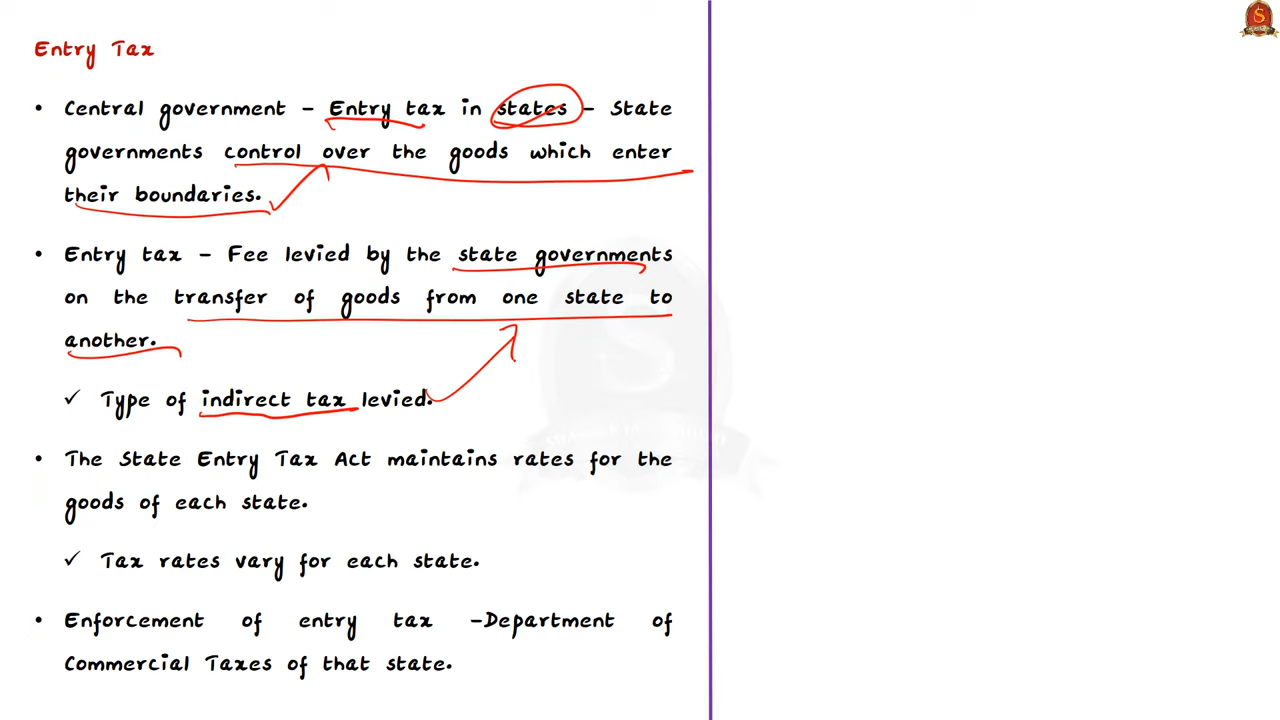 Entry Tax
• Central government - Entry tax in states - State
governments control over the goods which enter
their boundaries.
• Entry tax - Fee levied by the state governments
on the transfer of goods from one state to
another.
✓ Type of indirect tax levied.
• The State Entry Tax Act maintains rates for the
goods of each state.
✓ Tax rates vary for each state.
• Enforcement of entry tax -Department of
Commercial Taxes of that state.